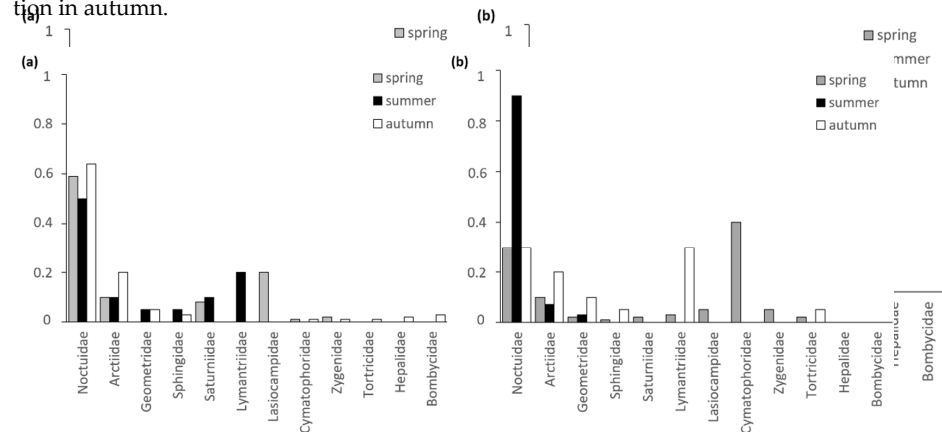 tion in autumn.
(a)
1
spring
(b)
1
spring
mmer
tumn
Bombycidae
(a)
1
0.8
0.6
0.4
0.2
0
spring
summer
autumn
Noctuidae
Arctiidae
Geometridae
Sphingidae
Saturniidae
Lymantriidae
Lasiocampidae
Cymatophoridae
Zygenidae
Tortricidae
Hepalidae
Bombycidae
(b)
1
0.8
0.6
0.4
0.2
0
spring
summer
autumn
Noctuidae
Arctiidae
Geometridae
Sphingidae
Saturniidae
Lymantriidae
Lasiocampidae
Cymatophoridae
Zygenidae
Tortricidae
Hepalidae
Bombycidae